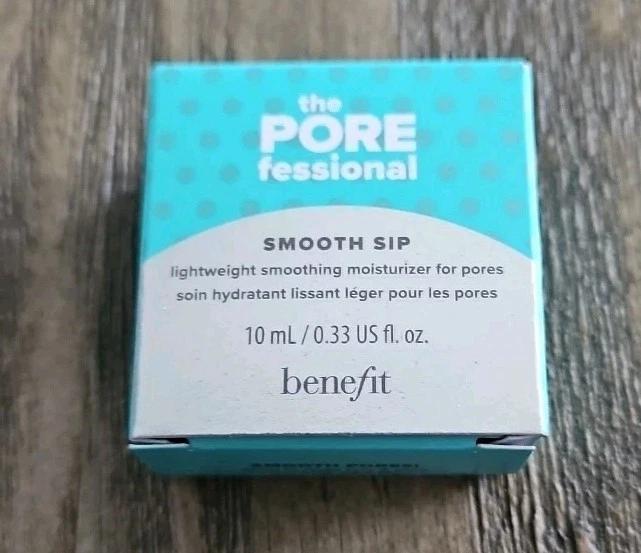 the
PORE
fessional
SMOOTH SIP
lightweight smoothing moisturizer for pores
soin hydratant lissant léger pour les pores
10 mL / 0.33 US fl. oz.
benefit